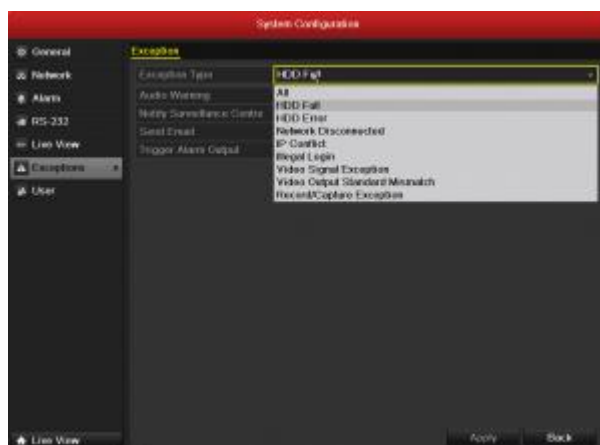 System Configuration
General
Network
Alarm
RS-232
Live View
Exceptions
User
Exception
Exception Type
HDD Full
Audio Warning
Notify Surveillance Centre
Send Email
Trigger Alarm Output
All
HDD Full
HDD Error
Network Disconnected
IP Conflict
Illegal Login
Video Signal Exception
Video Output Standard Mismatch
Record/Capture Exception
Live View
Apply
Back